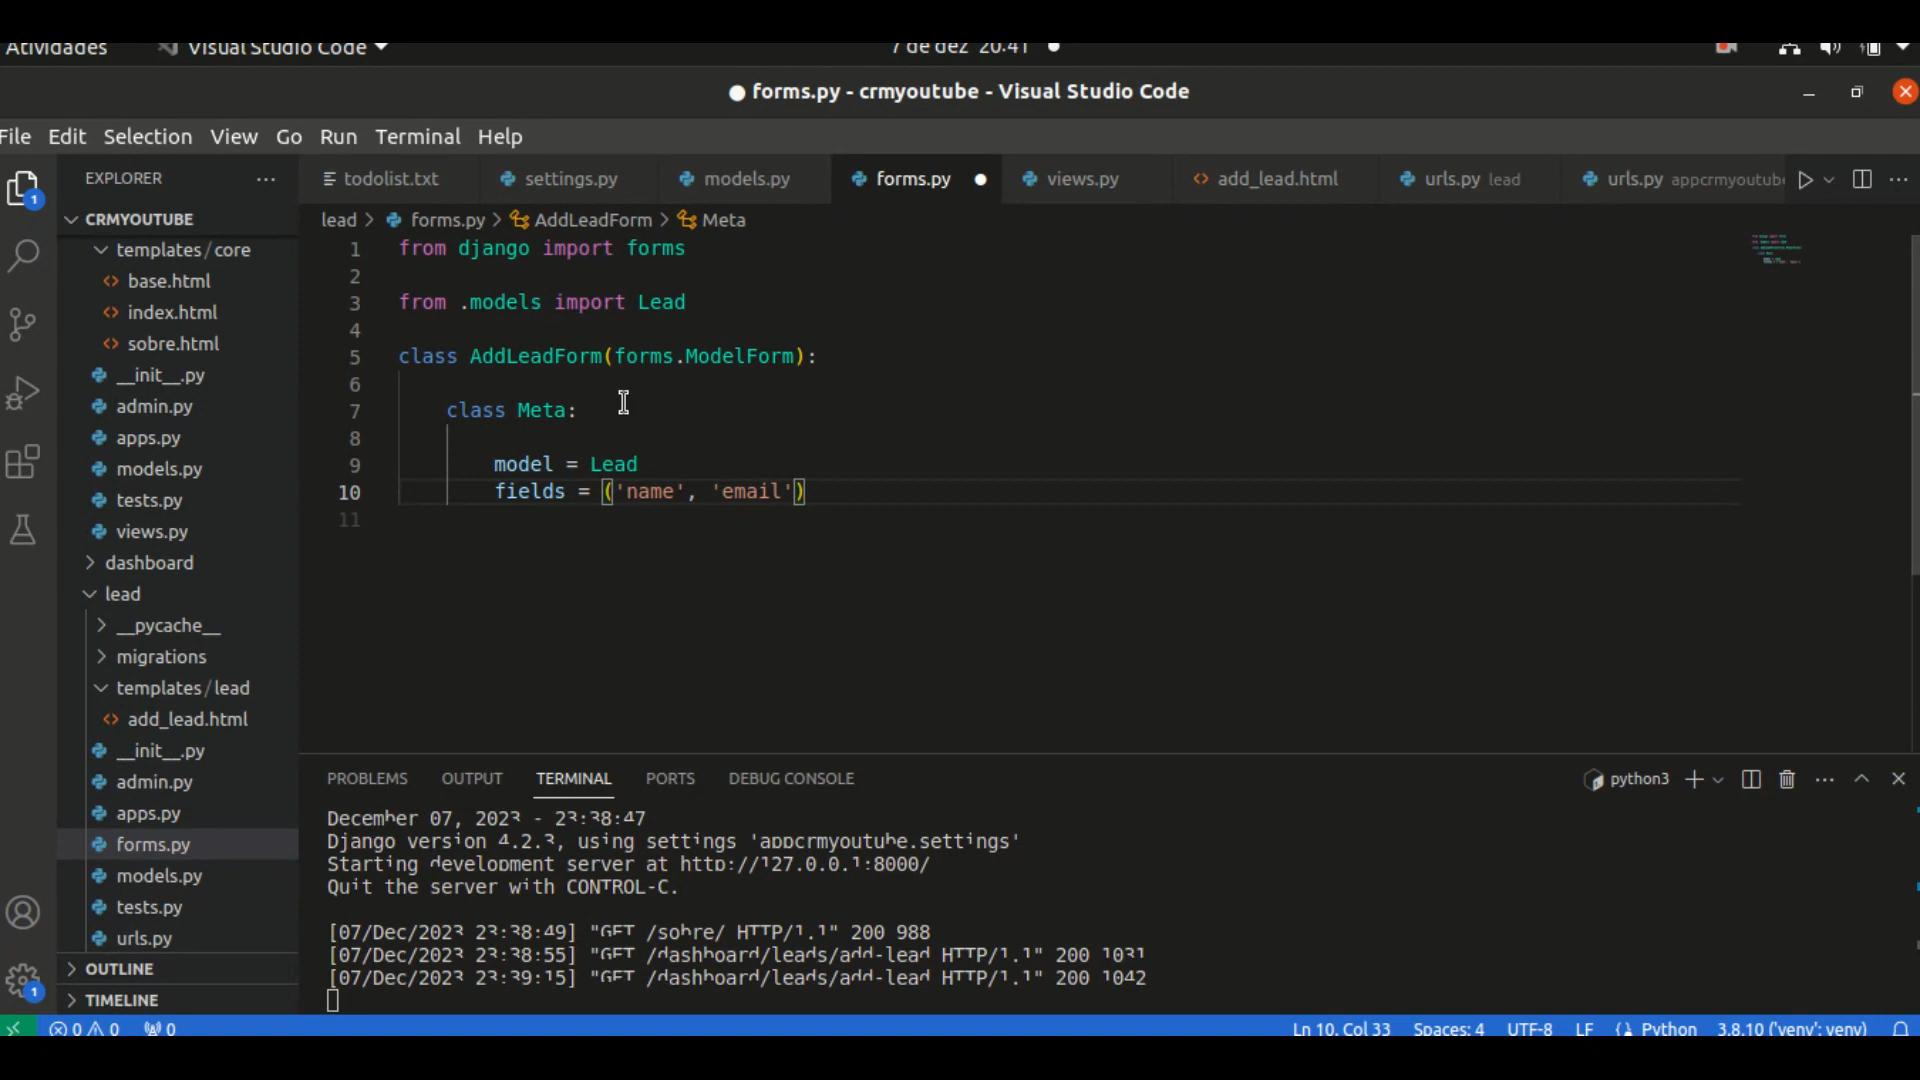 Atividades Visual Studio Code 7 de dez 20:41
forms.py - crmyoutube - Visual Studio Code
File Edit Selection View Go Run Terminal Help
EXPLORER ··· todolist.txt settings.py models.py forms.py views.py add_lead.html urls.py lead urls.py appcrmyoutube ···
CRMYOUTUBE
lead > forms.py > AddLeadForm > Meta
templates/core
base.html
index.html
sobre.html
__init__.py
admin.py
apps.py
models.py
tests.py
views.py
dashboard
lead
__pycache__
migrations
templates/lead
add_lead.html
__init__.py
admin.py
apps.py
forms.py
models.py
tests.py
urls.py
OUTLINE
TIMELINE
1
1
1 from django import forms
2
3 from .models import Lead
4
5 class AddLeadForm(forms.ModelForm):
6
7 class Meta:
8
9 model = Lead
10 fields = ('name', 'email')
11
PROBLEMS OUTPUT TERMINAL PORTS DEBUG CONSOLE python3 ···
December 07, 2023 - 23:38:47
Django version 4.2.3, using settings 'appcrmyoutube.settings'
Starting development server at http://127.0.0.1:8000/
Quit the server with CONTROL-C.
[07/Dec/2023 23:38:49] "GET /sobre/ HTTP/1.1" 200 988
[07/Dec/2023 23:38:55] "GET /dashboard/leads/add-lead HTTP/1.1" 200 1031
[07/Dec/2023 23:39:15] "GET /dashboard/leads/add-lead HTTP/1.1" 200 1042
0 0 0 Ln 10, Col 33 Spaces: 4 UTF-8 LF Python 3.8.10 ('venv': venv)